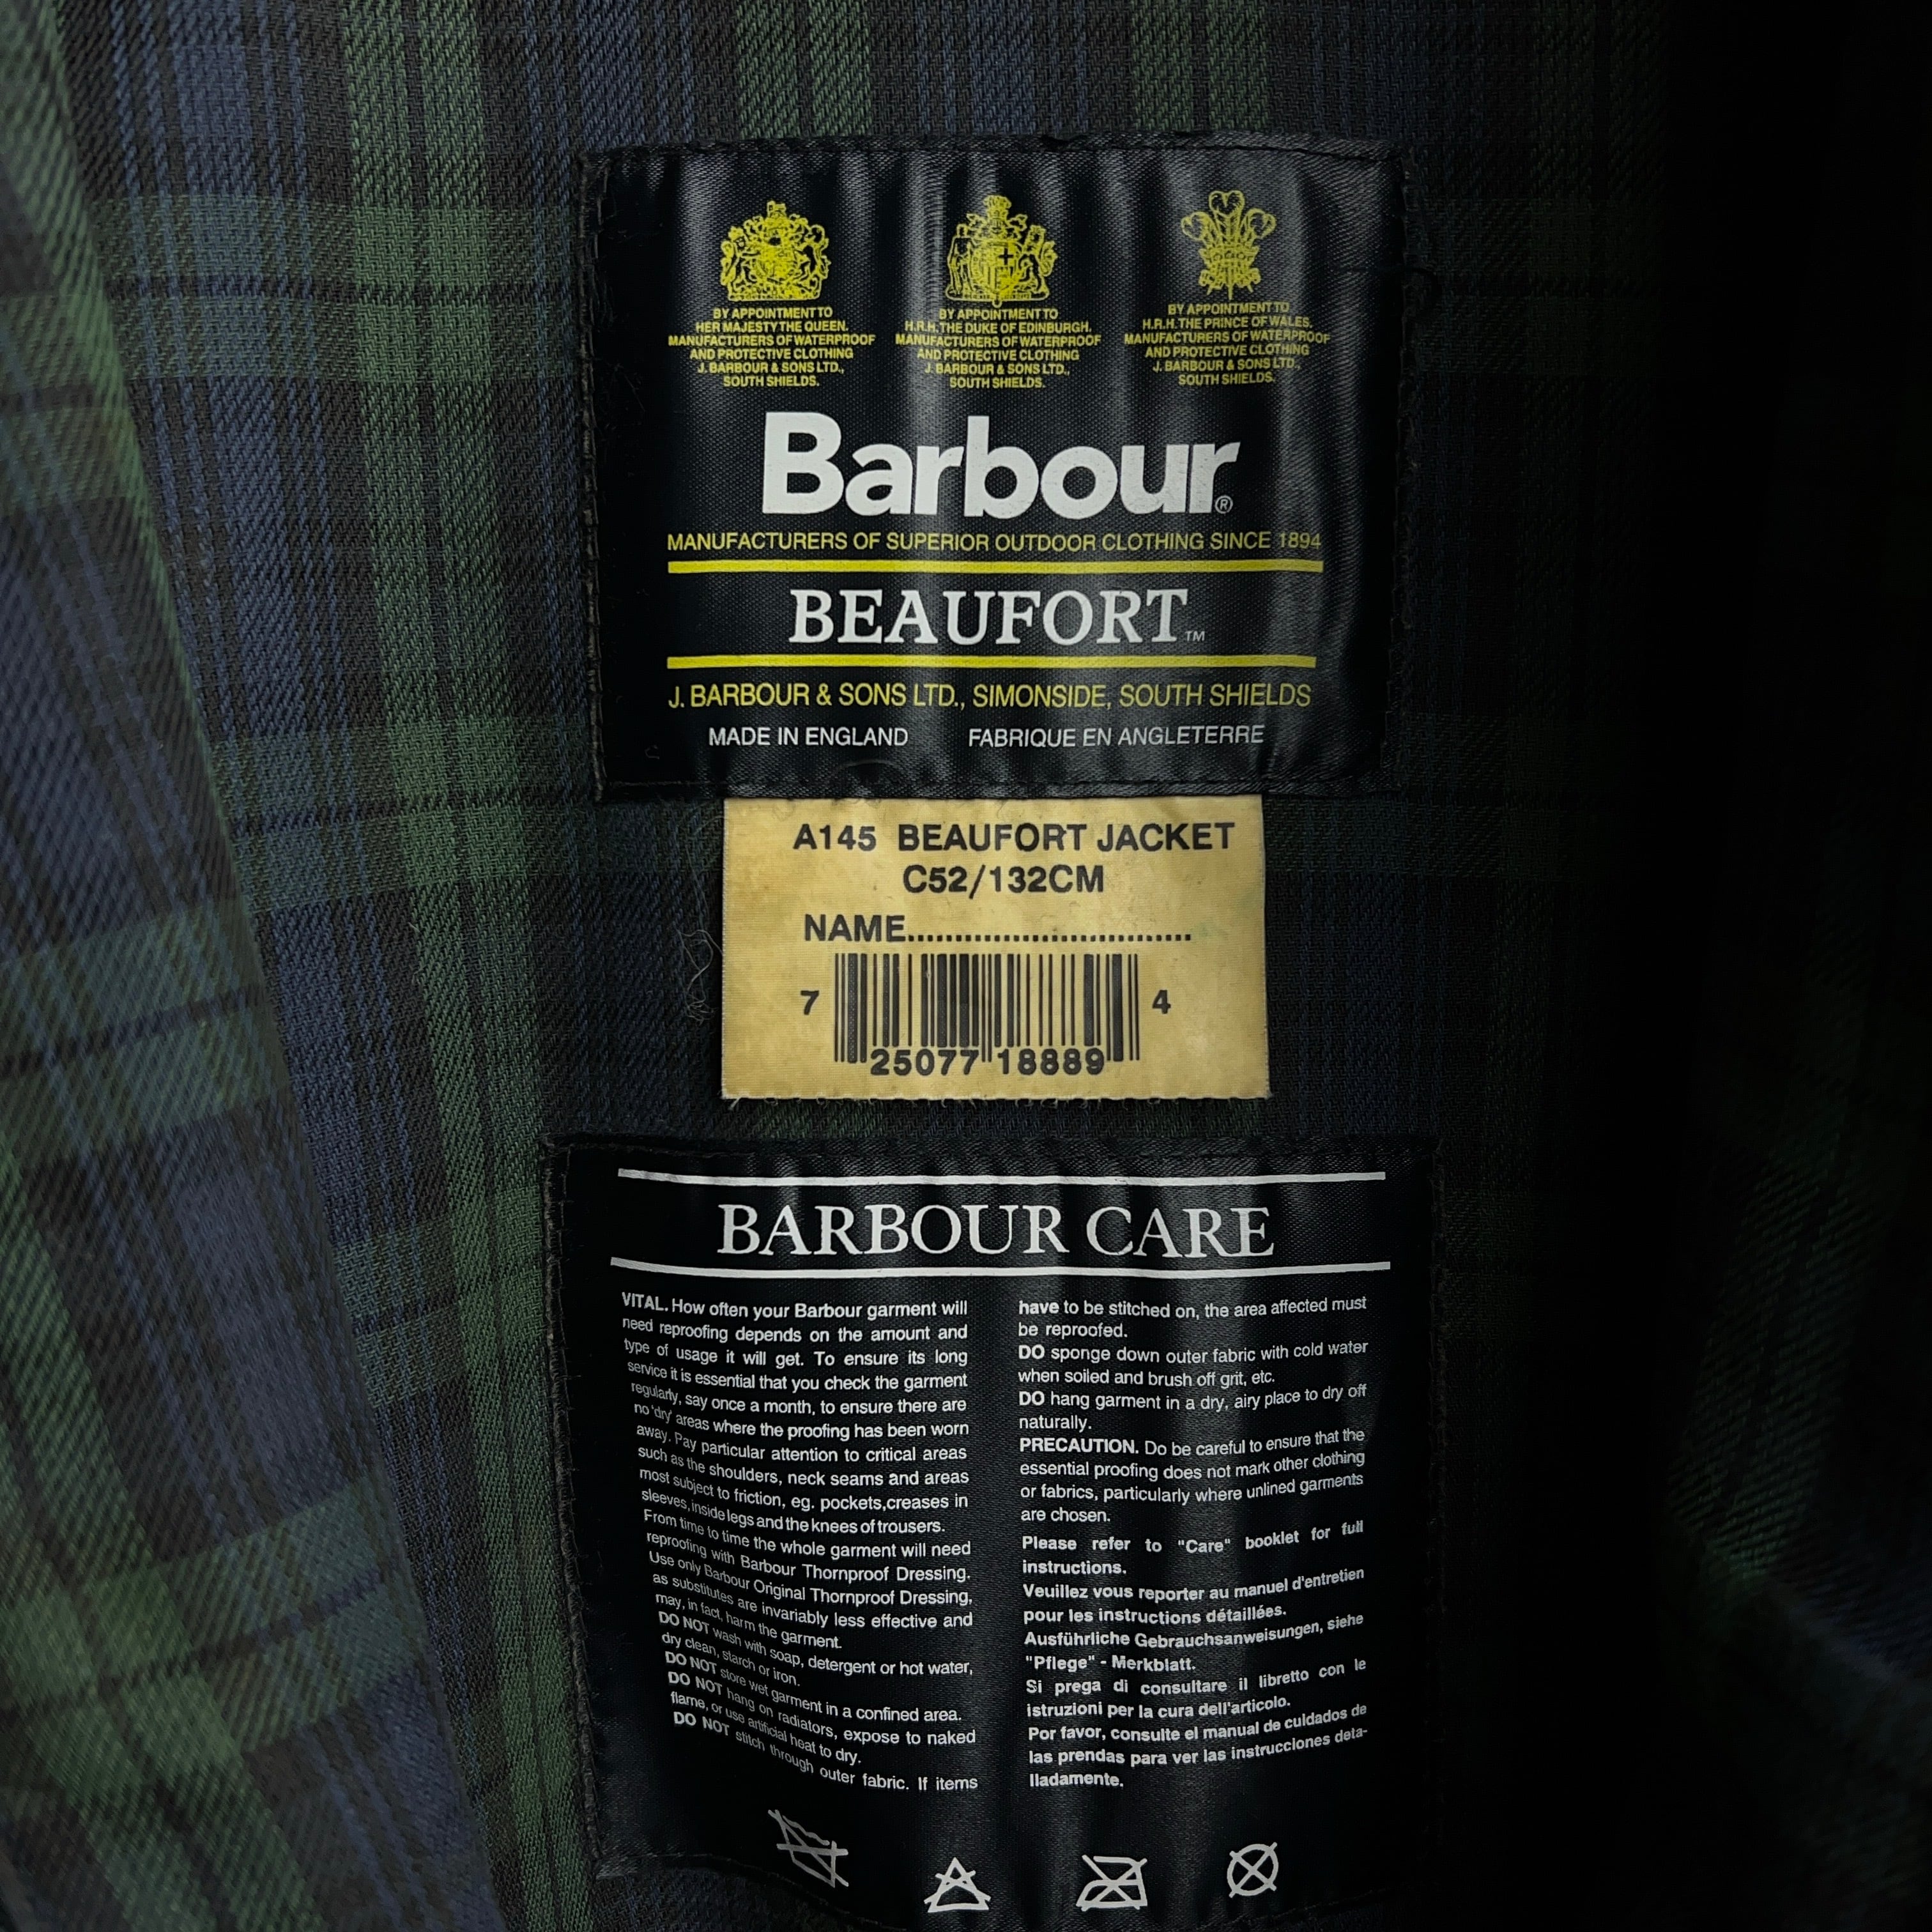 BY APPOINTMENT TO
HER MAJESTY THE QUEEN.
MANUFACTURERS OF WATERPROOF
AND PROTECTIVE CLOTHING
J. BARBOUR & SONS LTD.,
SOUTH SHIELDS.
BY APPOINTMENT TO
H.R.H. THE DUKE OF EDINBURGH.
MANUFACTURERS OF WATERPROOF
AND PROTECTIVE CLOTHING
J. BARBOUR & SONS LTD.,
SOUTH SHIELDS.
BY APPOINTMENT TO
H.R.H. THE PRINCE OF WALES.
MANUFACTURERS OF WATERPROOF
AND PROTECTIVE CLOTHING
J. BARBOUR & SONS LTD.,
SOUTH SHIELDS.
Barbour®
MANUFACTURERS OF SUPERIOR OUTDOOR CLOTHING SINCE 1894
BEAUFORT™
J. BARBOUR & SONS LTD., SIMONSIDE, SOUTH SHIELDS
MADE IN ENGLAND FABRIQUE EN ANGLETERRE
A145 BEAUFORT JACKET
C52/132CM
NAME..............................
7 25077 18889 4
BARBOUR CARE
VITAL. How often your Barbour garment will
need reproofing depends on the amount and
type of usage it will get. To ensure its long
service it is essential that you check the garment
regularly, say once a month, to ensure there are
no 'dry' areas where the proofing has been worn
away. Pay particular attention to critical areas
such as the shoulders, neck seams and areas
most subject to friction, eg. pockets,creases in
sleeves, inside legs and the knees of trousers.
From time to time the whole garment will need
reproofing with Barbour Thornproof Dressing.
Use only Barbour Original Thornproof Dressing,
as substitutes are invariably less effective and
may, in fact, harm the garment.
DO NOT wash with soap, detergent or hot water,
dry clean, starch or iron.
DO NOT store wet garment in a confined area.
DO NOT hang on radiators, expose to naked
flame, or use artificial heat to dry.
DO NOT stitch through outer fabric. If items
have to be stitched on, the area affected must
be reproofed.
DO sponge down outer fabric with cold water
when soiled and brush off grit, etc.
DO hang garment in a dry, airy place to dry off
naturally.
PRECAUTION. Do be careful to ensure that the
essential proofing does not mark other clothing
or fabrics, particularly where unlined garments
are chosen.
Please refer to "Care" booklet for full
instructions.
Veuillez vous reporter au manuel d'entretien
pour les instructions détaillées.
Ausführliche Gebrauchsanweisungen, siehe
"Pflege" - Merkblatt.
Si prega di consultare il libretto con le
istruzioni per la cura dell'articolo.
Por favor, consulte el manual de cuidados de
las prendas para ver las instrucciones deta-
lladamente.